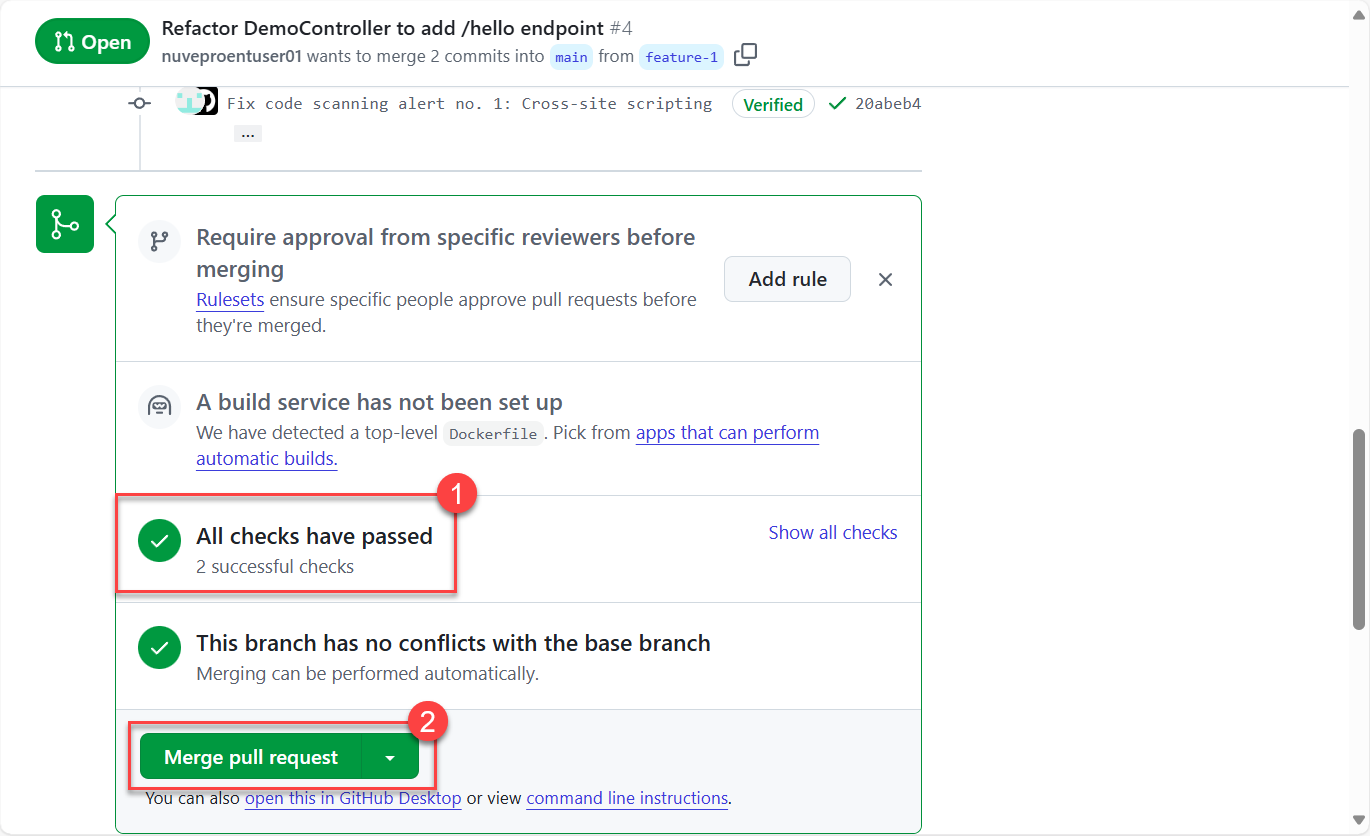 Open
Refactor DemoController to add /hello endpoint #4
nuveproentuser01 wants to merge 2 commits into main from feature-1
Fix code scanning alert no. 1: Cross-site scripting Verified 20abeb4
...
Require approval from specific reviewers before
merging
Add rule
Rulesets ensure specific people approve pull requests before
they're merged.
A build service has not been set up
We have detected a top-level Dockerfile. Pick from apps that can perform
automatic builds.
1
All checks have passed
Show all checks
2 successful checks
This branch has no conflicts with the base branch
Merging can be performed automatically.
2
Merge pull request
You can also open this in GitHub Desktop or view command line instructions.